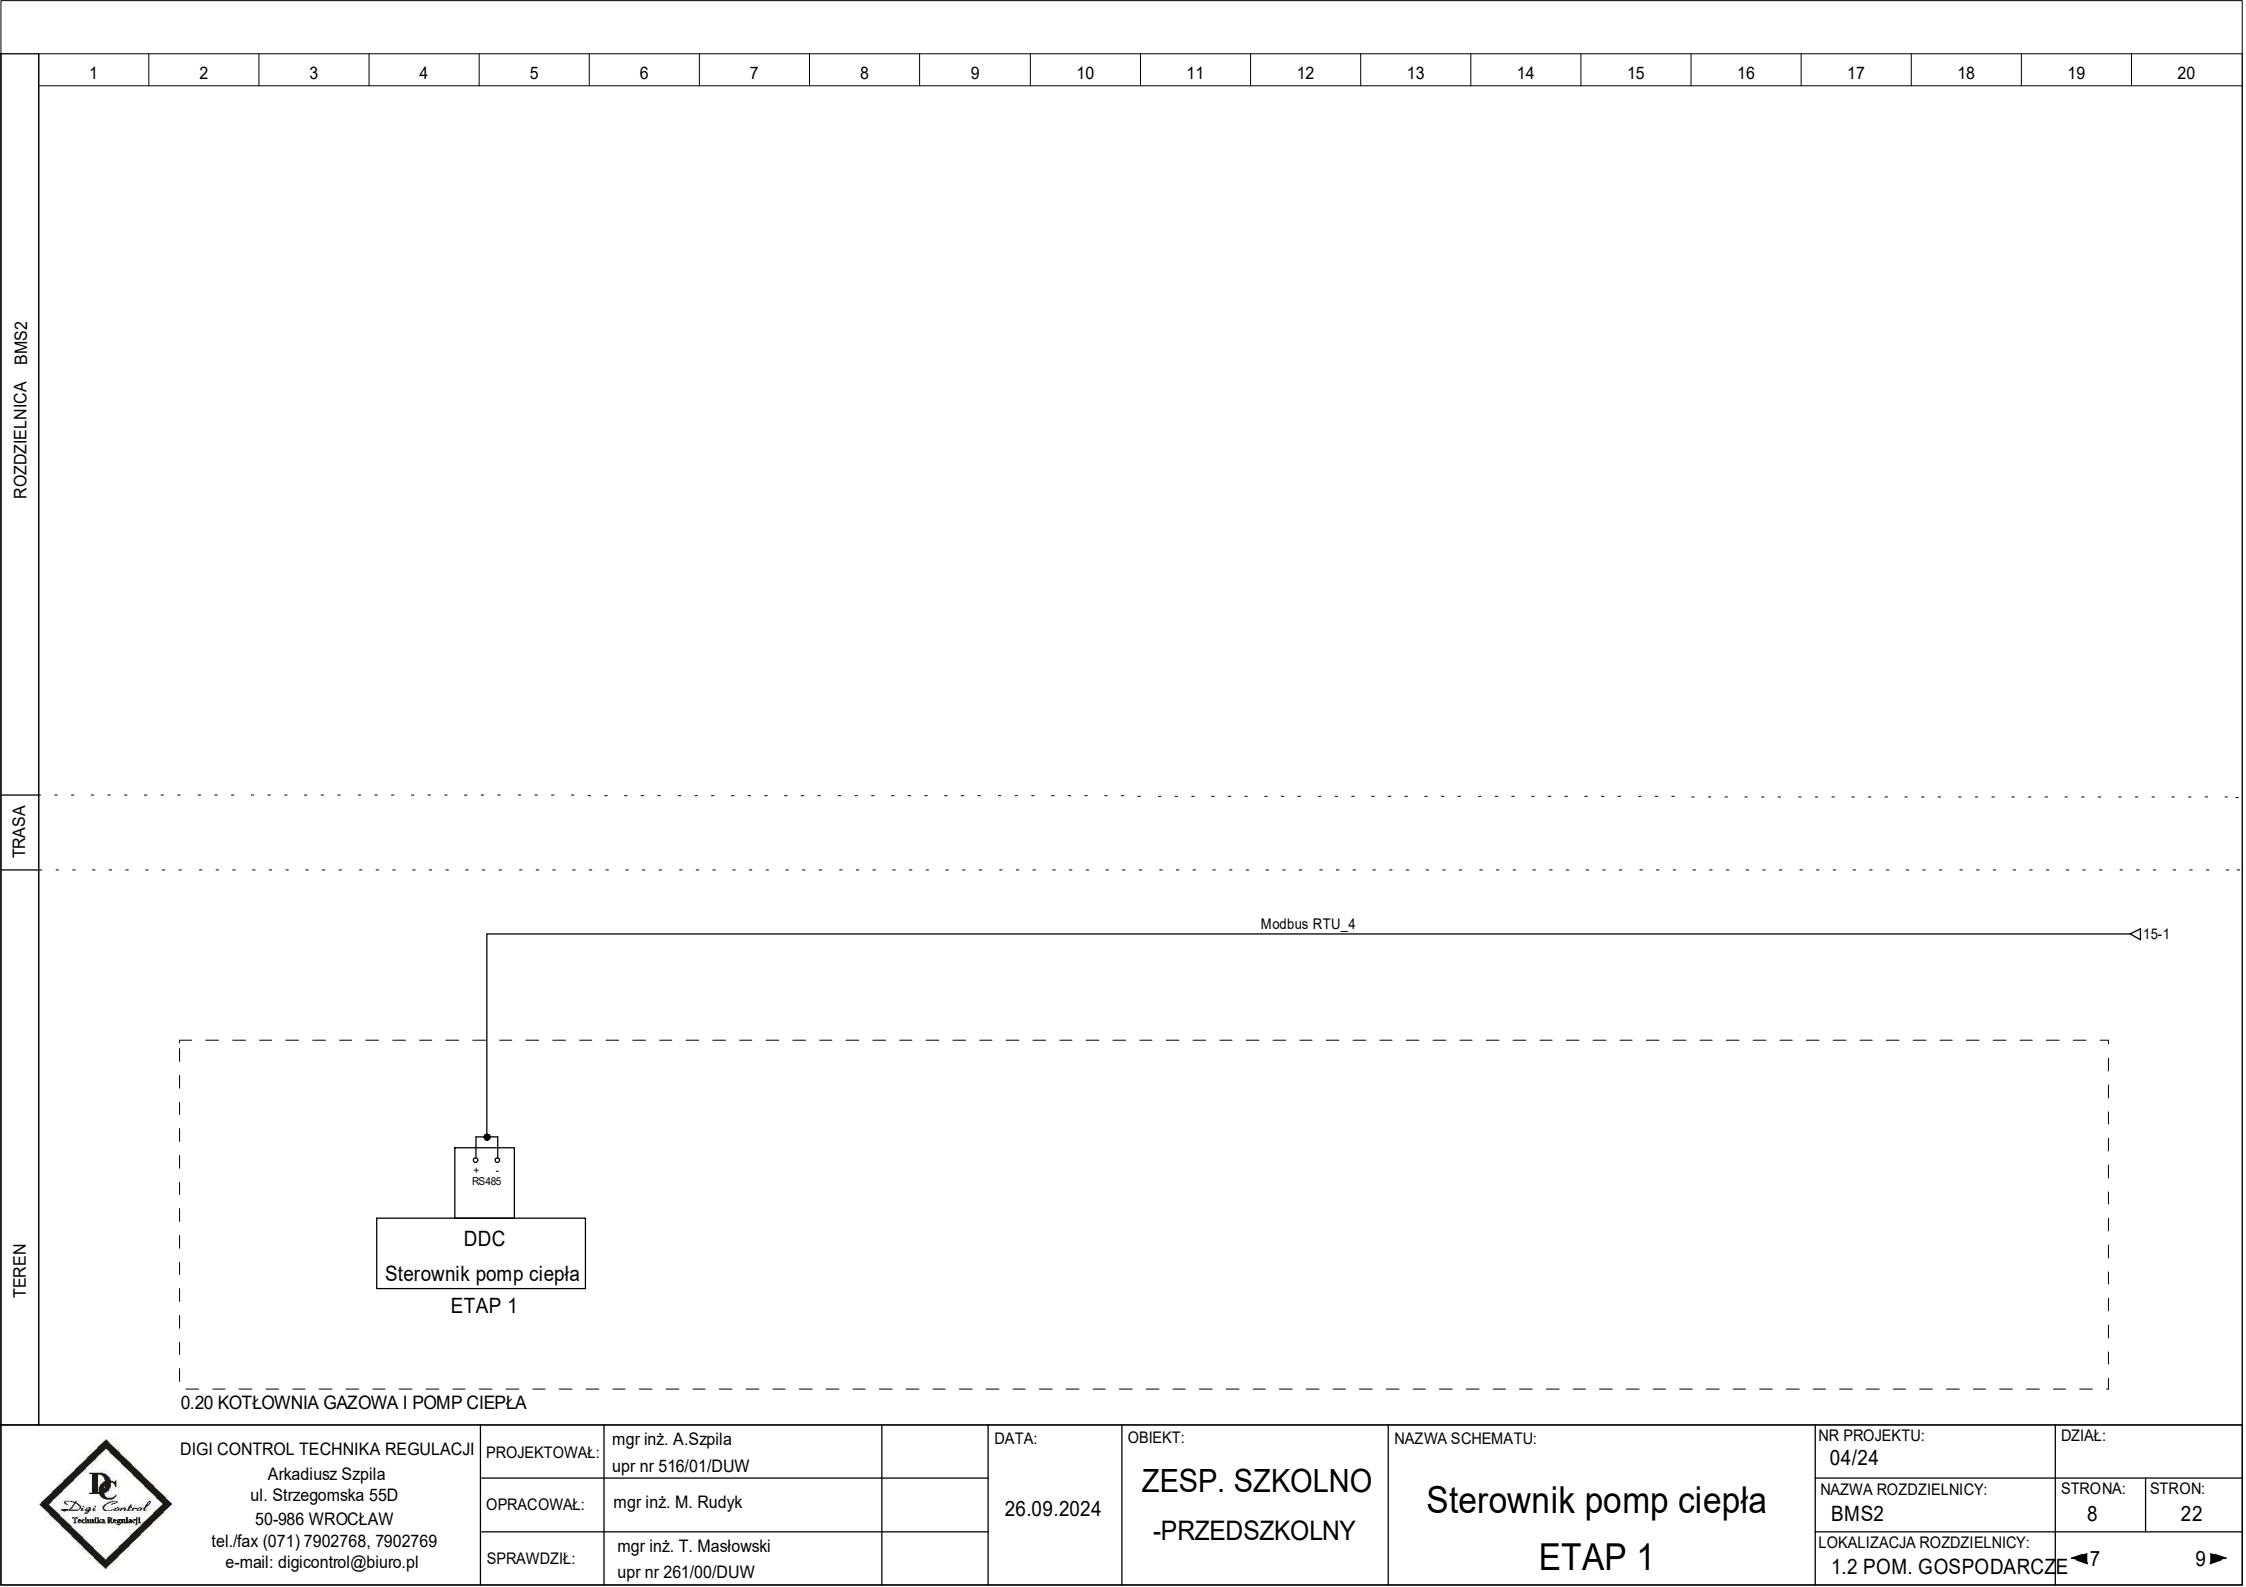 1 2 3 4 5 6 7 8 9 10 11 12 13 14 15 16 17 18 19 20
ROZDZIELNICA BMS2
TRASA
TEREN
Modbus RTU_4
15-1
+ -
RS485
DDC
Sterownik pomp ciepła
ETAP 1
0.20 KOTŁOWNIA GAZOWA I POMP CIEPŁA
DC
Digi Control
Technika Regulacji
DIGI CONTROL TECHNIKA REGULACJI
Arkadiusz Szpila
ul. Strzegomska 55D
50-986 WROCŁAW
tel./fax (071) 7902768, 7902769
e-mail: digicontrol@biuro.pl
PROJEKTOWAŁ:
mgr inż. A.Szpila
upr nr 516/01/DUW
OPRACOWAŁ:
mgr inż. M. Rudyk
SPRAWDZIŁ:
mgr inż. T. Masłowski
upr nr 261/00/DUW
DATA:
26.09.2024
OBIEKT:
ZESP. SZKOLNO
-PRZEDSZKOLNY
NAZWA SCHEMATU:
Sterownik pomp ciepła
ETAP 1
NR PROJEKTU:
04/24
DZIAŁ:
NAZWA ROZDZIELNICY:
BMS2
STRONA:
8
STRON:
22
LOKALIZACJA ROZDZIELNICY:
1.2 POM. GOSPODARCZE
7
9